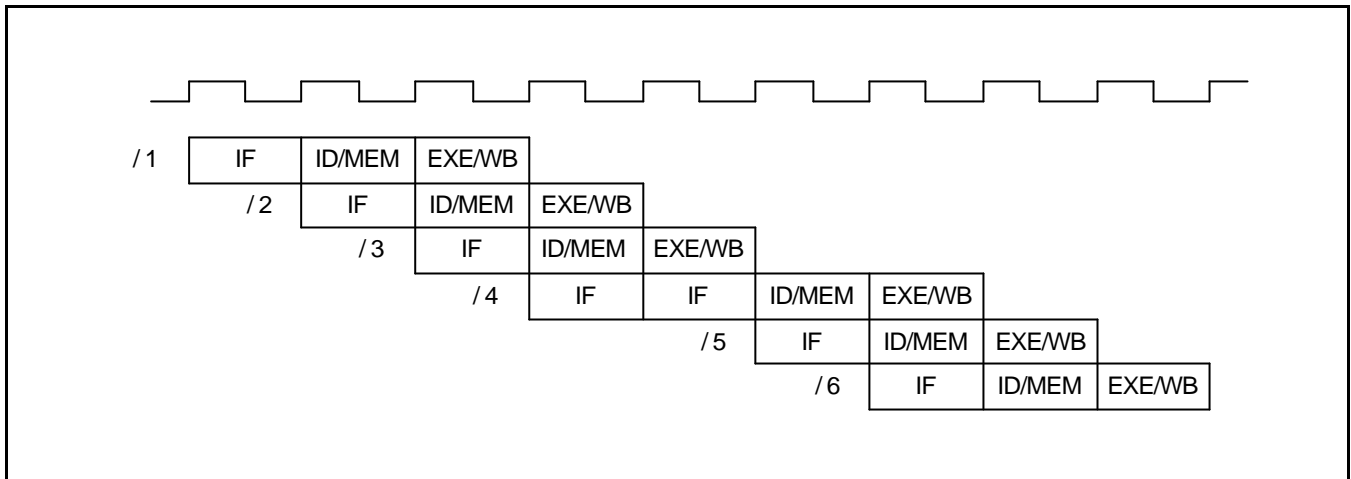 / 1 IF ID/MEM EXE/WB
/ 2 IF ID/MEM EXE/WB
/ 3 IF ID/MEM EXE/WB
/ 4 IF IF ID/MEM EXE/WB
/ 5 IF ID/MEM EXE/WB
/ 6 IF ID/MEM EXE/WB